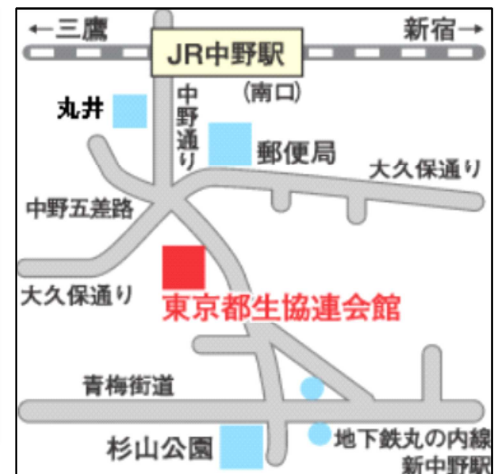 ←三鷹
新宿→
JR中野駅
(南口)
丸井
中野通り
郵便局
大久保通り
中野五差路
大久保通り
東京都生協連会館
青梅街道
杉山公園
地下鉄丸の内線
新中野駅